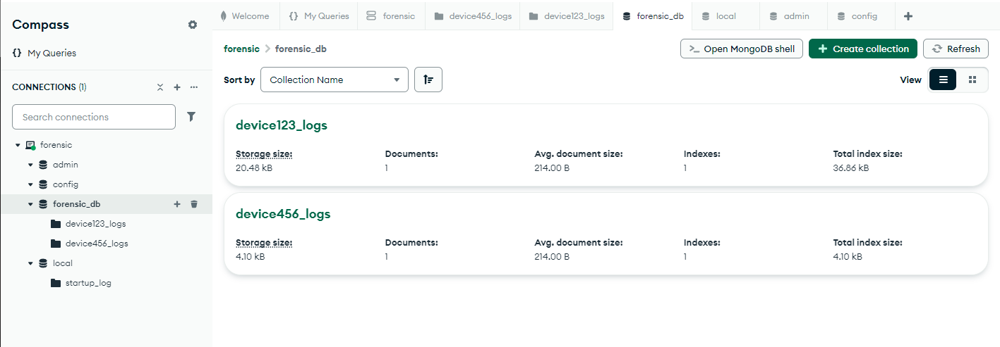 Compass
My Queries
CONNECTIONS (1)
Search connections
forensic
admin
config
forensic_db
device123_logs
device456_logs
local
startup_log
Welcome
My Queries
forensic
device456_logs
device123_logs
forensic_db
local
admin
config
forensic > forensic_db
>_ Open MongoDB shell
+ Create collection
Refresh
Sort by Collection Name
View
device123_logs
Storage size: Documents: Avg. document size: Indexes: Total index size:
20.48 kB 1 214.00 B 1 36.86 kB
device456_logs
Storage size: Documents: Avg. document size: Indexes: Total index size:
4.10 kB 1 214.00 B 1 4.10 kB